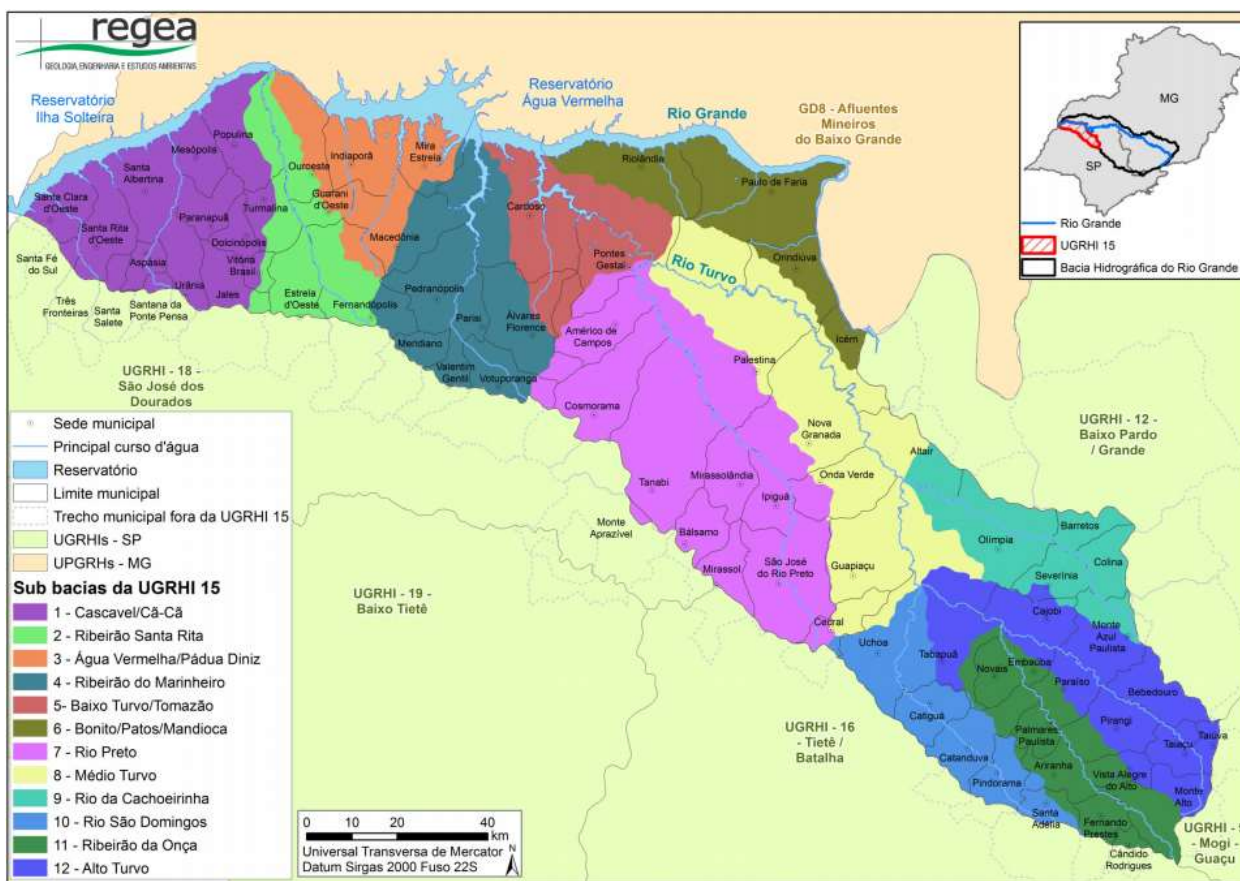 regea
GEOLOGIA, ENGENHARIA E ESTUDOS AMBIENTAIS
Reservatório
Ilha Solteira
Reservatório
Água Vermelha
Rio Grande
GD8 - Afluentes
Mineiros
do Baixo Grande
MG
SP
Rio Grande
UGRHI 15
Bacia Hidrográfica do Rio Grande
Populina
Mesópolis
Santa
Albertina
Santa Clara
d'Oeste
Santa Rita
d'Oeste
Paranapuã
Turmalina
Dolcinópolis
Vitória
Brasil
Aspásia
Urânia
Jales
Santa Fé
do Sul
Três
Fronteiras
Santa
Salete
Santana da
Ponte Pensa
Ouroeste
Guarani
d'Oeste
Indiaporã
Mira
Estrela
Macedônia
Estrela
d'Oeste
Fernandópolis
Pedranópolis
Parisi
Álvares
Florence
Meridiano
Valentim
Gentil
Votuporanga
Cardoso
Pontes
Gestal
Riolândia
Paulo de Faria
Orindiúva
Icém
Rio Turvo
Américo de
Campos
Palestina
Cosmorama
Nova
Granada
Onda Verde
Altair
Tanabi
Mirassolândia
Ipiguá
Monte
Aprazível
Bálsamo
Mirassol
São José
do Rio Preto
Guapiaçu
Cedral
Olímpia
Barretos
Colina
Severínia
Cajobi
Monte
Azul
Paulista
Uchoa
Tabapuã
Novais
Embaúba
Paraíso
Bebedouro
Catiguá
Palmares
Paulista
Pirangi
Taiaçu
Taiúva
Catanduva
Ariranha
Vista Alegre
do Alto
Pindorama
Monte
Alto
Santa
Adélia
Fernando
Prestes
Cândido
Rodrigues
UGRHI - 18 -
São José dos
Dourados
UGRHI - 12 -
Baixo Pardo
/ Grande
UGRHI - 19 -
Baixo Tietê
UGRHI - 16
- Tietê /
Batalha
UGRHI - 9
- Mogi -
Guaçu
Sede municipal
Principal curso d'água
Reservatório
Limite municipal
Trecho municipal fora da UGRHI 15
UGRHIs - SP
UPGRHs - MG
Sub bacias da UGRHI 15
1 - Cascavel/Cã-Cã
2 - Ribeirão Santa Rita
3 - Água Vermelha/Pádua Diniz
4 - Ribeirão do Marinheiro
5- Baixo Turvo/Tomazão
6 - Bonito/Patos/Mandioca
7 - Rio Preto
8 - Médio Turvo
9 - Rio da Cachoeirinha
10 - Rio São Domingos
11 - Ribeirão da Onça
12 - Alto Turvo
0 10 20 40
km
N
Universal Transversa de Mercator
Datum Sirgas 2000 Fuso 22S